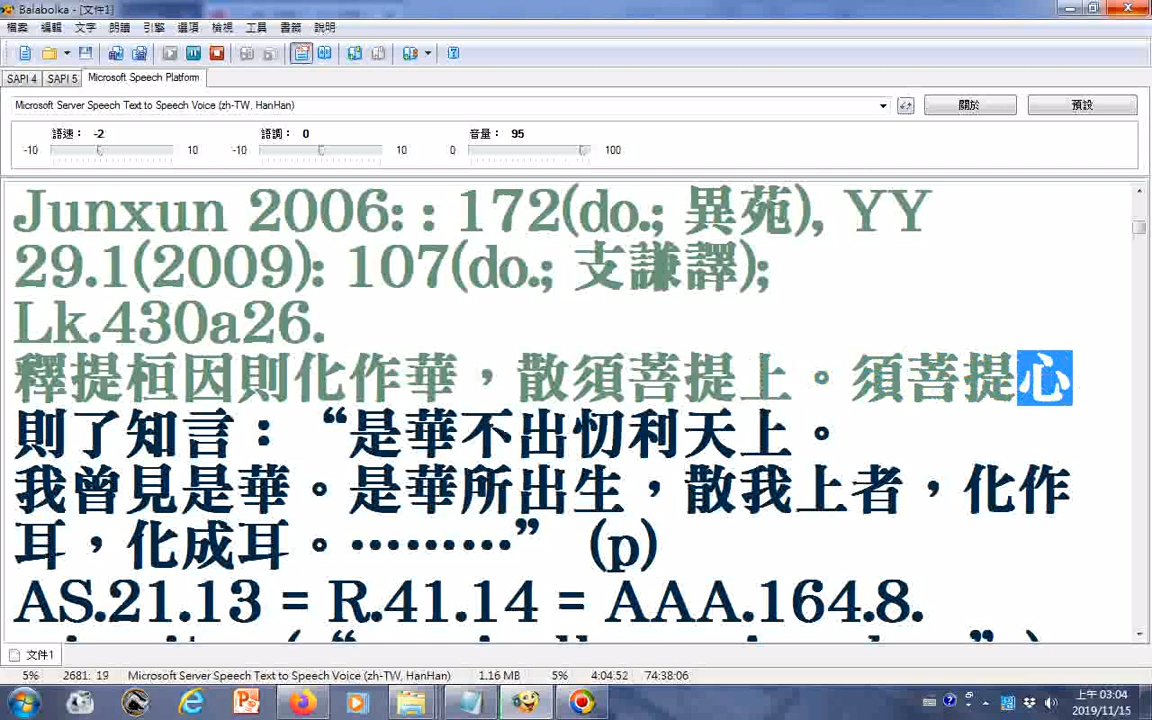 Balabolka - [文件1]
檔案 編輯 文字 朗讀 引擎 選項 檢視 工具 書籤 說明
SAPI 4 SAPI 5 Microsoft Speech Platform
Microsoft Server Speech Text to Speech Voice (zh-TW, HanHan) 關於 預設
語速： -2 語調： 0 音量： 95
-10 10 -10 10 0 100
Junxun 2006: : 172(do.; 異苑), YY
29.1(2009): 107(do.; 支謙譯);
Lk.430a26.
釋提桓因則化作華，散須菩提上。須菩提心
則了知言：“是華不出忉利天上。
我曾見是華。是華所出生，散我上者，化作
耳，化成耳。………” (p)
AS.21.13 = R.41.14 = AAA.164.8.
文件1
5% 2681: 19 Microsoft Server Speech Text to Speech Voice (zh-TW, HanHan) 1.16 MB 5% 4:04:52 74:38:06
上午 03:04
2019/11/15